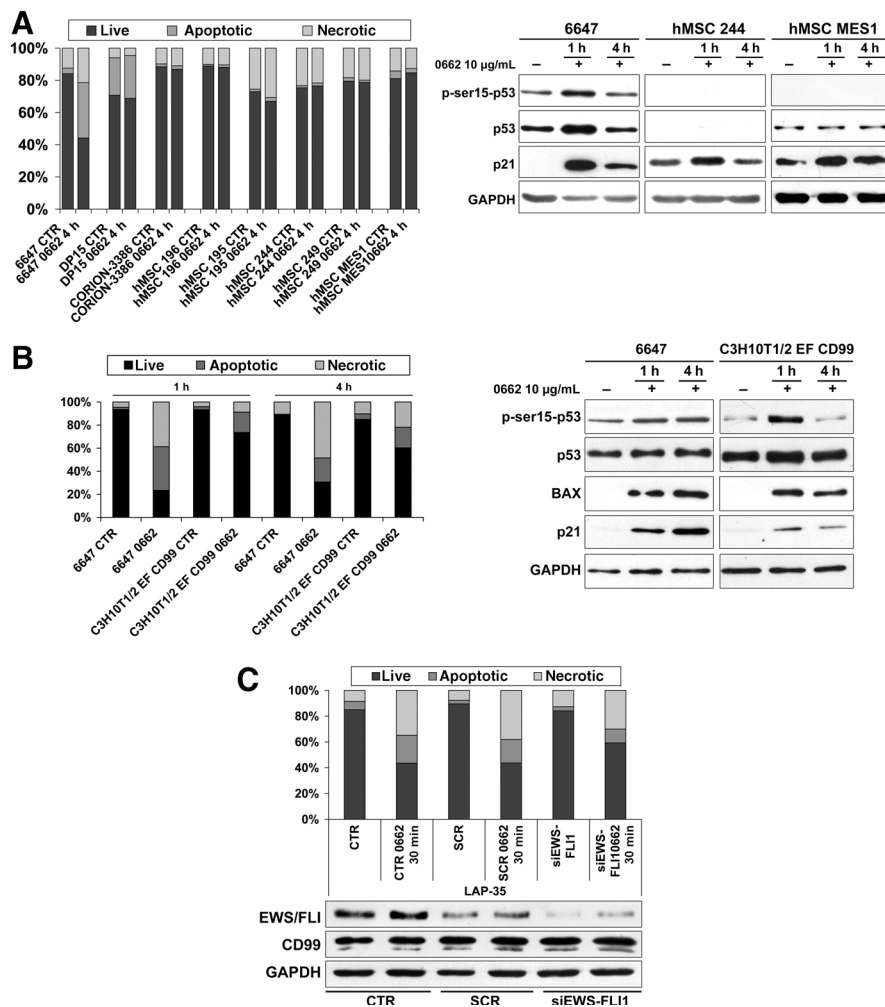 A
Live Apoptotic Necrotic
100%
80%
60%
40%
20%
0%
6647 CTR
6647 0662 4 h
DP15 CTR
DP15 0662 4 h
CORION-3386 CTR
CORION-3386 0662 4 h
hMSC 196 CTR
hMSC 196 0662 4 h
hMSC 195 CTR
hMSC 195 0662 4 h
hMSC 244 CTR
hMSC 244 0662 4 h
hMSC 249 CTR
hMSC 249 0662 4 h
hMSC MES1 CTR
hMSC MES10662 4 h
6647 hMSC 244 hMSC MES1
1 h 4 h 1 h 4 h 1 h 4 h
0662 10 µg/mL – + + – + + – + +
p-ser15-p53
p53
p21
GAPDH
B
Live Apoptotic Necrotic
1 h 4 h
100%
80%
60%
40%
20%
0%
6647 CTR
6647 0662
C3H10T1/2 EF CD99 CTR
C3H10T1/2 EF CD99 0662
6647 CTR
6647 0662
C3H10T1/2 EF CD99 CTR
C3H10T1/2 EF CD99 0662
6647 C3H10T1/2 EF CD99
1 h 4 h 1 h 4 h
0662 10 µg/mL – + + – + +
p-ser15-p53
p53
BAX
p21
GAPDH
C
Live Apoptotic Necrotic
100%
80%
60%
40%
20%
0%
CTR
CTR 0662
30 min
SCR
SCR 0662
30 min
siEWS-
FLI1
siEWS-
FLI10662
30 min
LAP-35
EWS/FLI
CD99
GAPDH
CTR SCR siEWS-FLI1